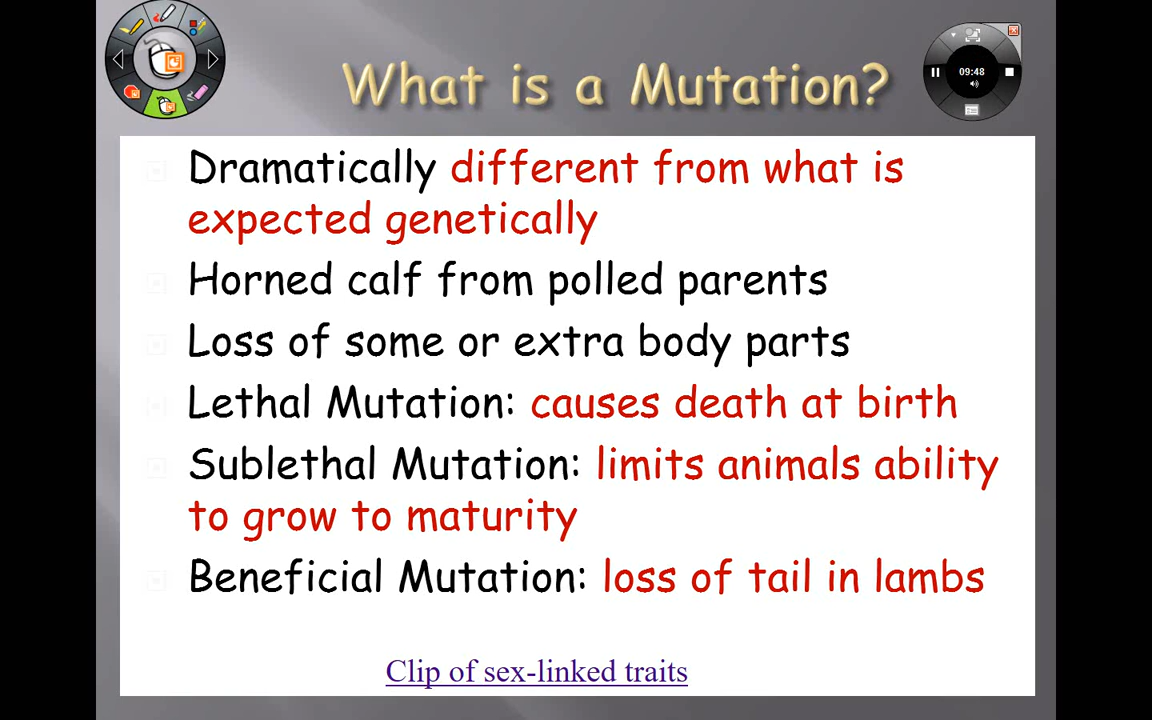 What is a Mutation?
09:48
Dramatically different from what is
expected genetically
Horned calf from polled parents
Loss of some or extra body parts
Lethal Mutation: causes death at birth
Sublethal Mutation: limits animals ability
to grow to maturity
Beneficial Mutation: loss of tail in lambs
Clip of sex-linked traits